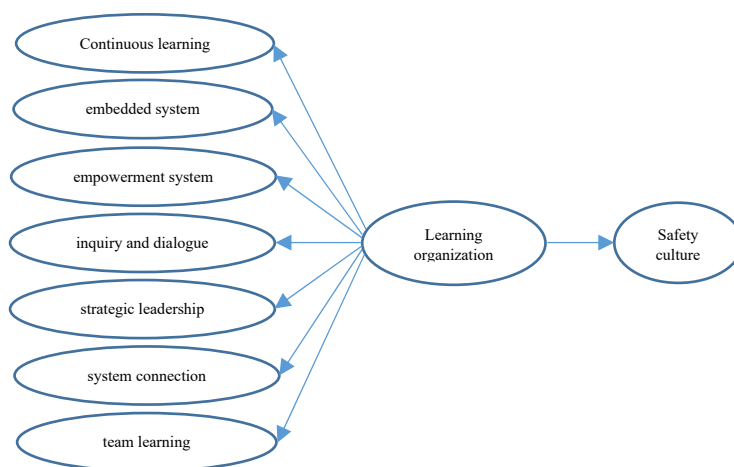 Continuous learning
embedded system
empowerment system
inquiry and dialogue
strategic leadership
system connection
team learning
Learning
organization
Safety
culture